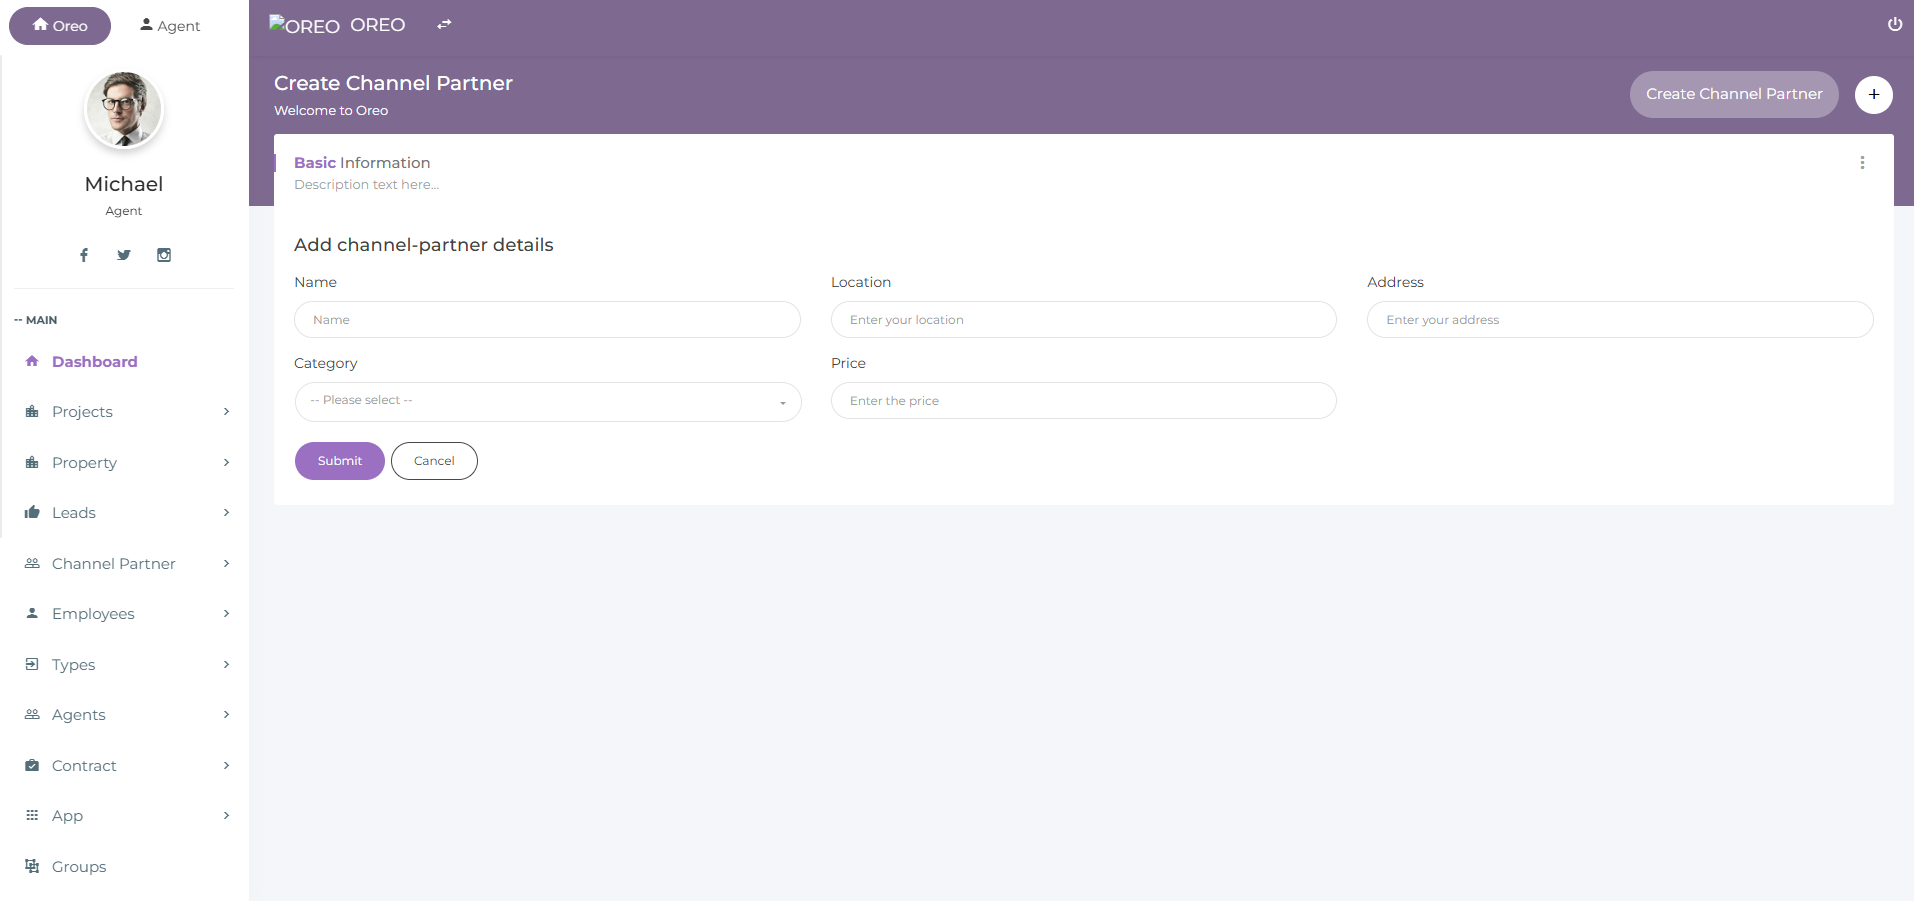 Oreo
Agent
OREO OREO
Michael
Agent
-- MAIN
Dashboard
Projects
Property
Leads
Channel Partner
Employees
Types
Agents
Contract
App
Groups
Create Channel Partner
Welcome to Oreo
Create Channel Partner
Basic Information
Description text here...
Add channel-partner details
Name
Name
Location
Enter your location
Address
Enter your address
Category
-- Please select --
Price
Enter the price
Submit
Cancel